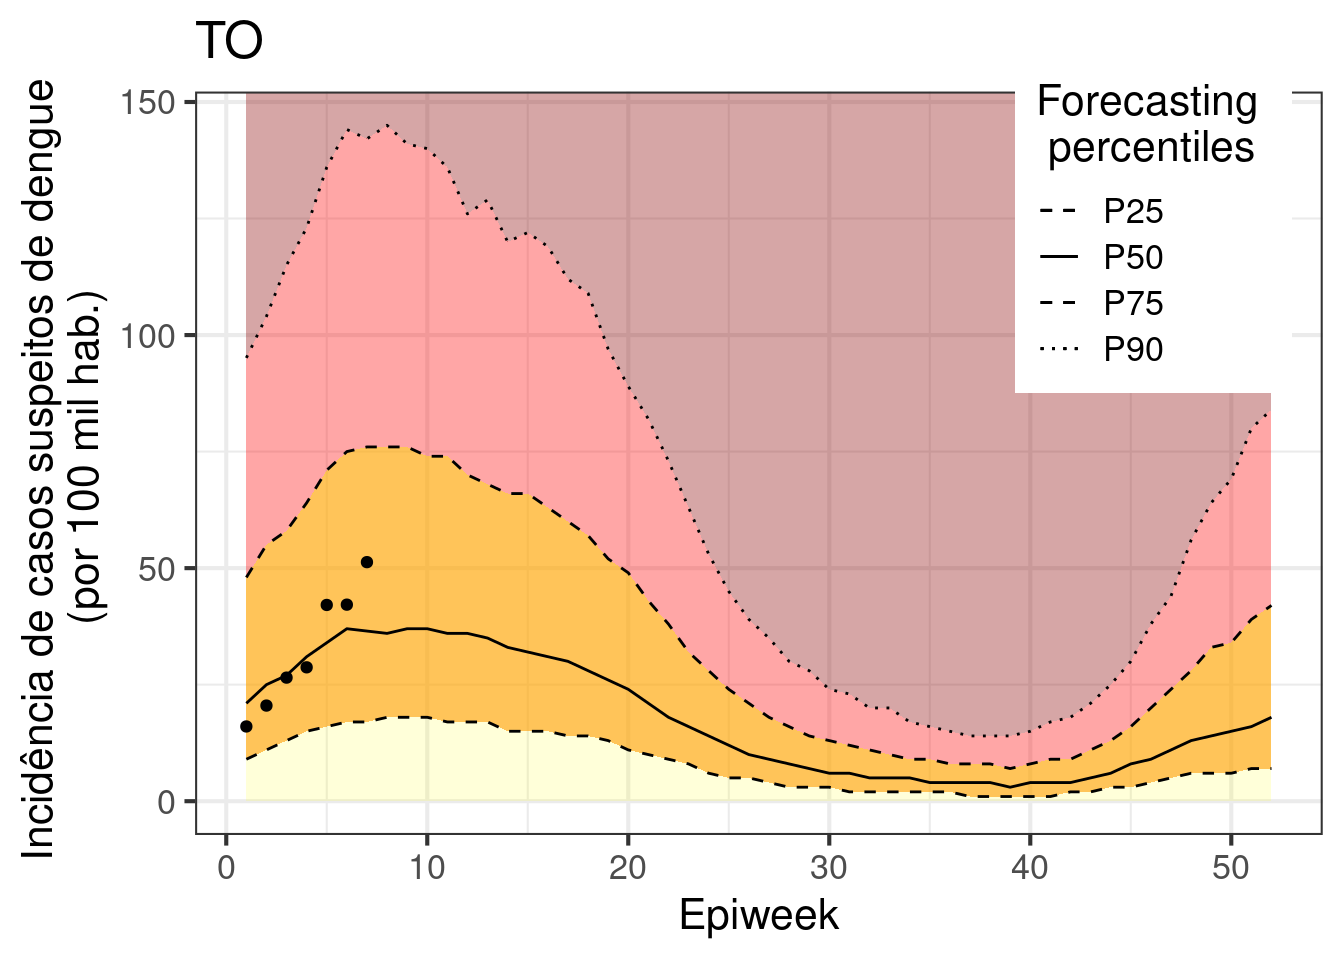 TO
Incidência de casos suspeitos de dengue
(por 100 mil hab.)
150
100
50
0
Forecasting
percentiles
P25
P50
P75
P90
0 10 20 30 40 50
Epiweek